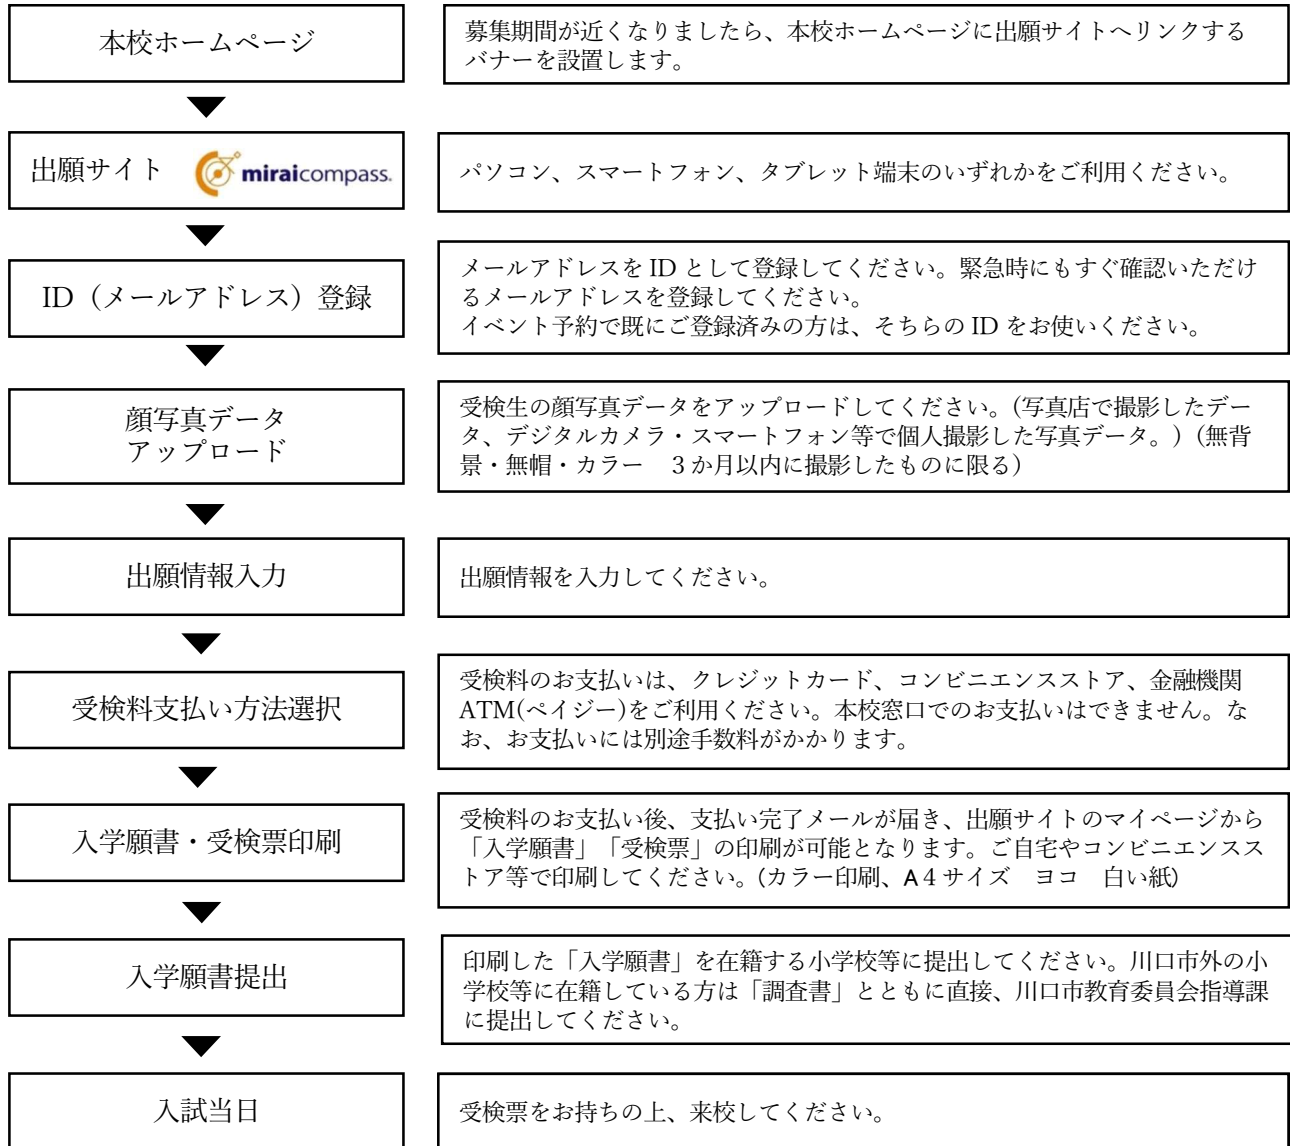 本校ホームページ
募集期間が近くなりましたら、本校ホームページに出願サイトへリンクする
バナーを設置します。
出願サイト miraicompass.
パソコン、スマートフォン、タブレット端末のいずれかをご利用ください。
ID（メールアドレス）登録
メールアドレスを ID として登録してください。緊急時にもすぐ確認いただけ
るメールアドレスを登録してください。
イベント予約で既にご登録済みの方は、そちらの ID をお使いください。
顔写真データ
アップロード
受検生の顔写真データをアップロードしてください。(写真店で撮影したデー
タ、デジタルカメラ・スマートフォン等で個人撮影した写真データ。) (無背
景・無帽・カラー　３か月以内に撮影したものに限る)
出願情報入力
出願情報を入力してください。
受検料支払い方法選択
受検料のお支払いは、クレジットカード、コンビニエンスストア、金融機関
ATM(ペイジー)をご利用ください。本校窓口でのお支払いはできません。な
お、お支払いには別途手数料がかかります。
入学願書・受検票印刷
受検料のお支払い後、支払い完了メールが届き、出願サイトのマイページから
「入学願書」「受検票」の印刷が可能となります。ご自宅やコンビニエンスス
トア等で印刷してください。(カラー印刷、A４サイズ　ヨコ　白い紙)
入学願書提出
印刷した「入学願書」を在籍する小学校等に提出してください。川口市外の小
学校等に在籍している方は「調査書」とともに直接、川口市教育委員会指導課
に提出してください。
入試当日
受検票をお持ちの上、来校してください。